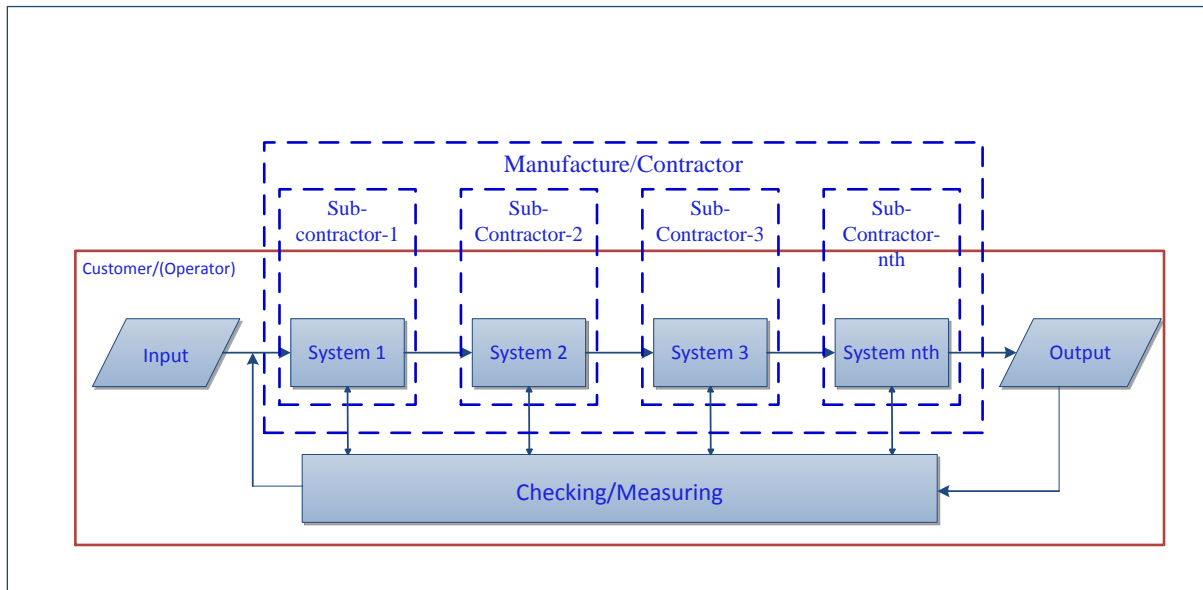 Manufacture/Contractor
Sub-
contractor-1
Sub-
Contractor-2
Sub-
Contractor-3
Sub-
Contractor-
nth
Customer/(Operator)
Input
System 1
System 2
System 3
System nth
Output
Checking/Measuring